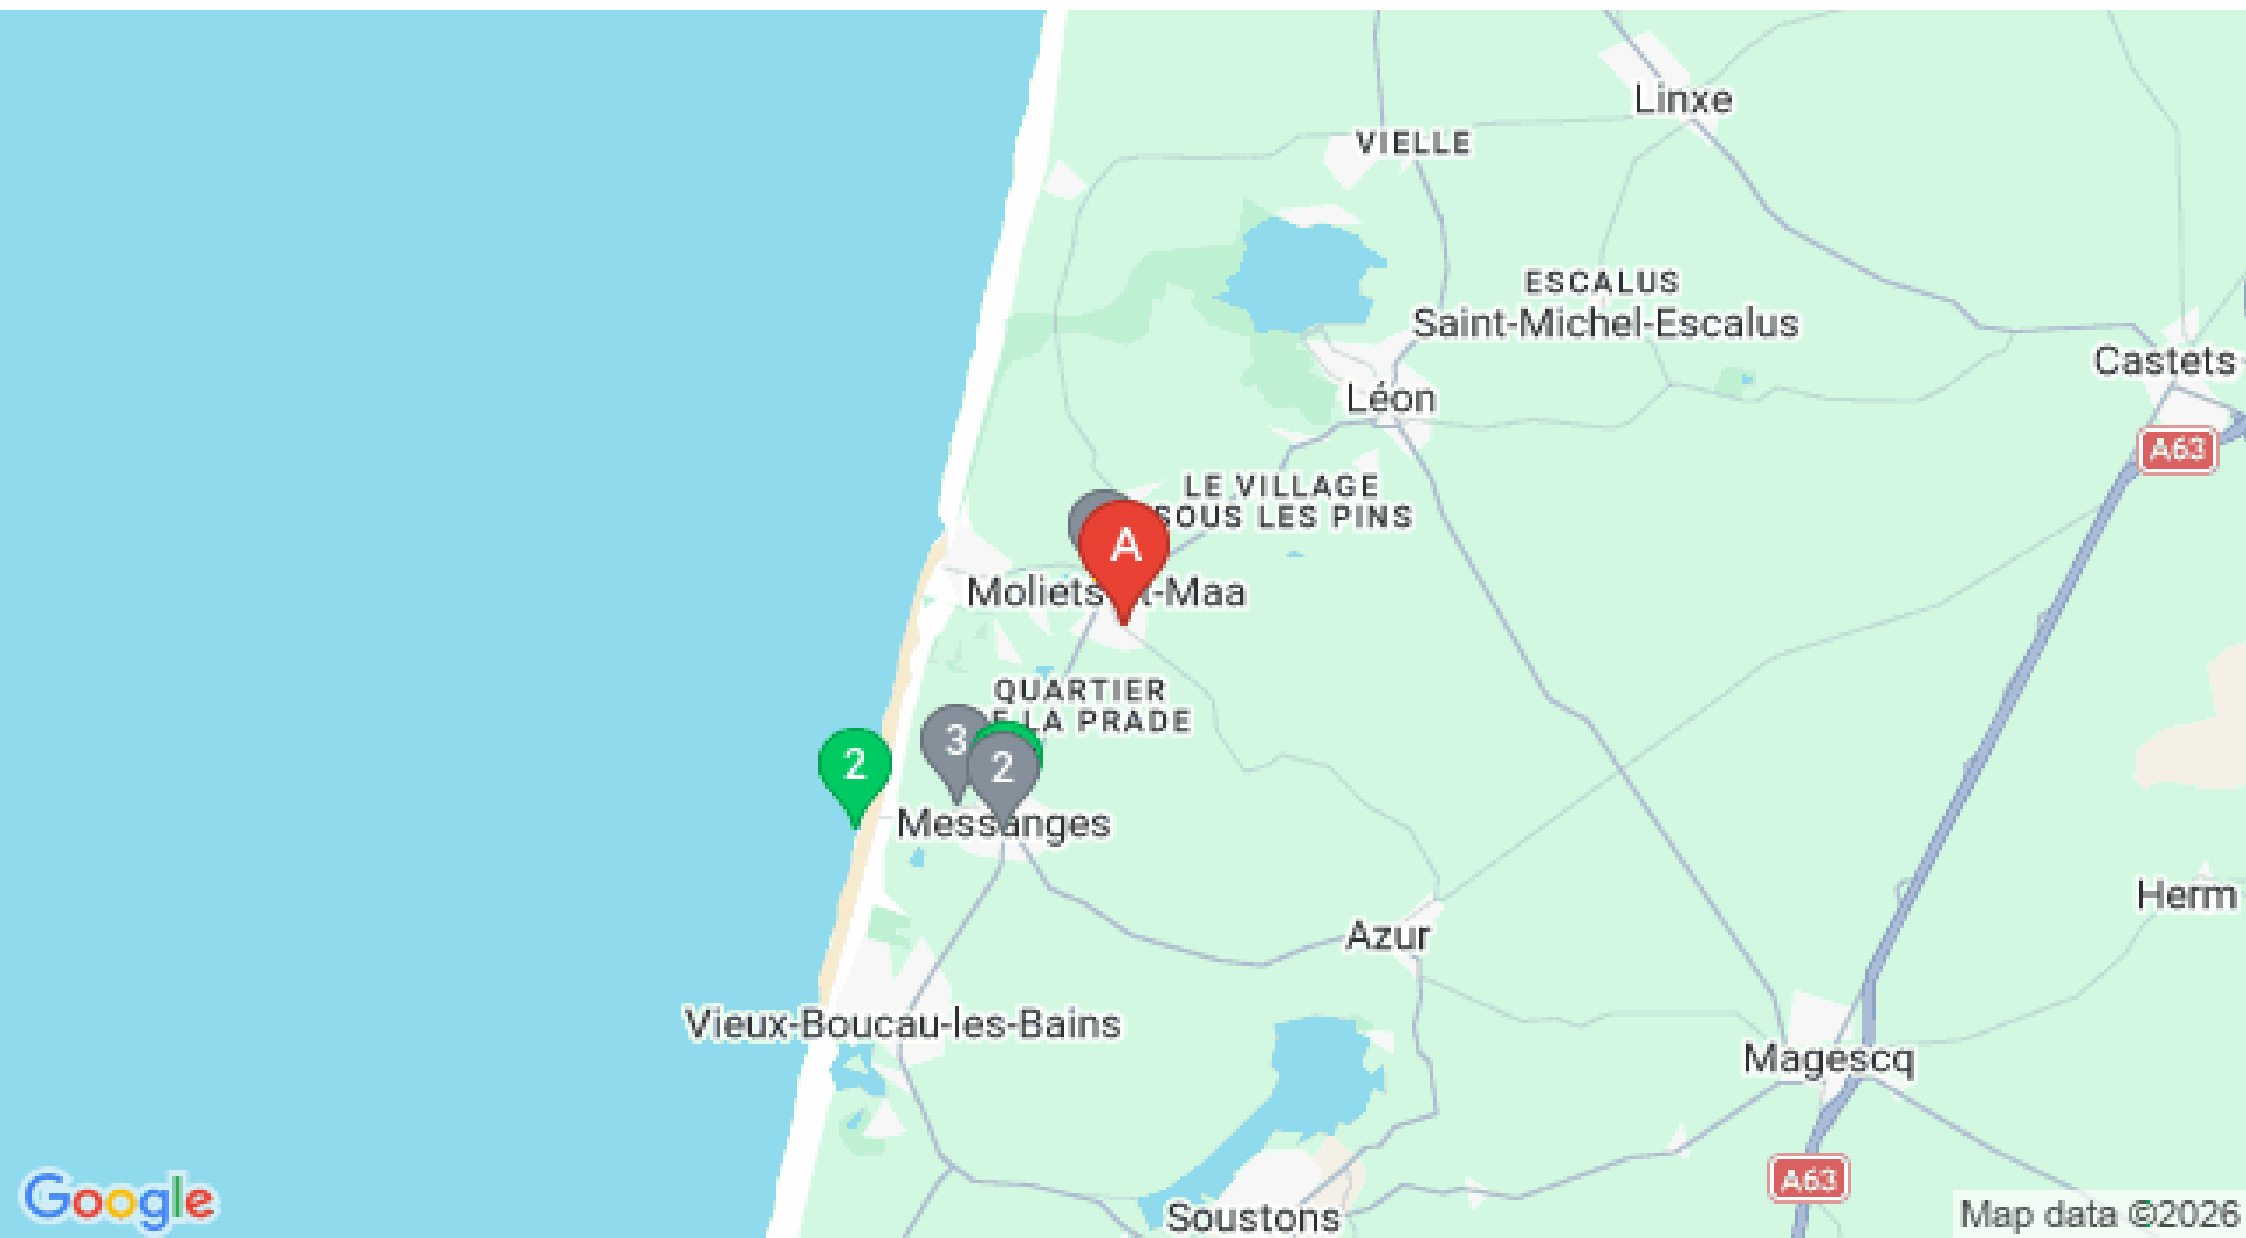 Linxe
VIELLE
ESCALUS
Saint-Michel-Escalus
Castets
Léon
A63
LE VILLAGE
SOUS LES PINS
A
Moliets
t-Maa
QUARTIER
LA PRADE
3
2
2
Messanges
Herm
Azur
Vieux-Boucau-les-Bains
Magescq
A63
Soustons
Google
Map data ©2026